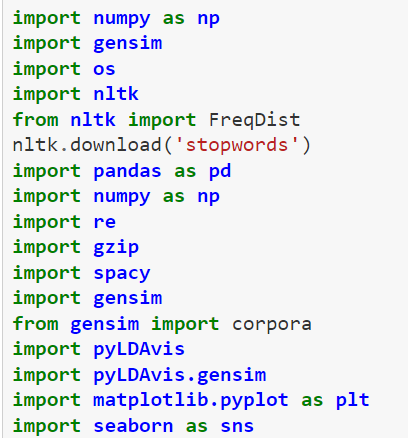 import numpy as np
import gensim
import os
import nltk
from nltk import FreqDist
nltk.download('stopwords')
import pandas as pd
import numpy as np
import re
import gzip
import spacy
import gensim
from gensim import corpora
import pyLDAvis
import pyLDAvis.gensim
import matplotlib.pyplot as plt
import seaborn as sns